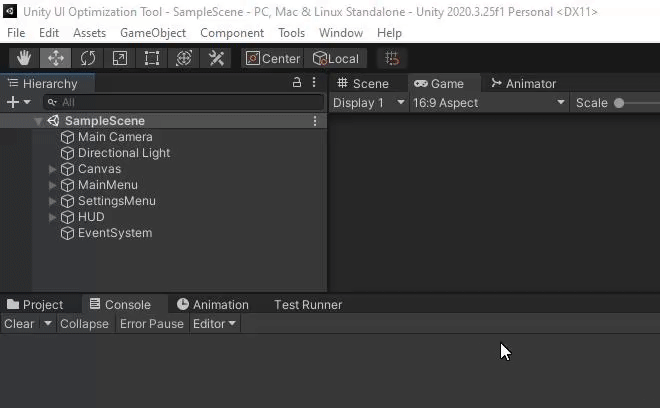 Unity UI Optimization Tool - SampleScene - PC, Mac & Linux Standalone - Unity 2020.3.25f1 Personal <DX11>
File Edit Assets GameObject Component Tools Window Help
Center Local
Hierarchy
Scene Game Animator
All
Display 1 16:9 Aspect Scale
SampleScene
Main Camera
Directional Light
Canvas
MainMenu
SettingsMenu
HUD
EventSystem
Project Console Animation Test Runner
Clear Collapse Error Pause Editor